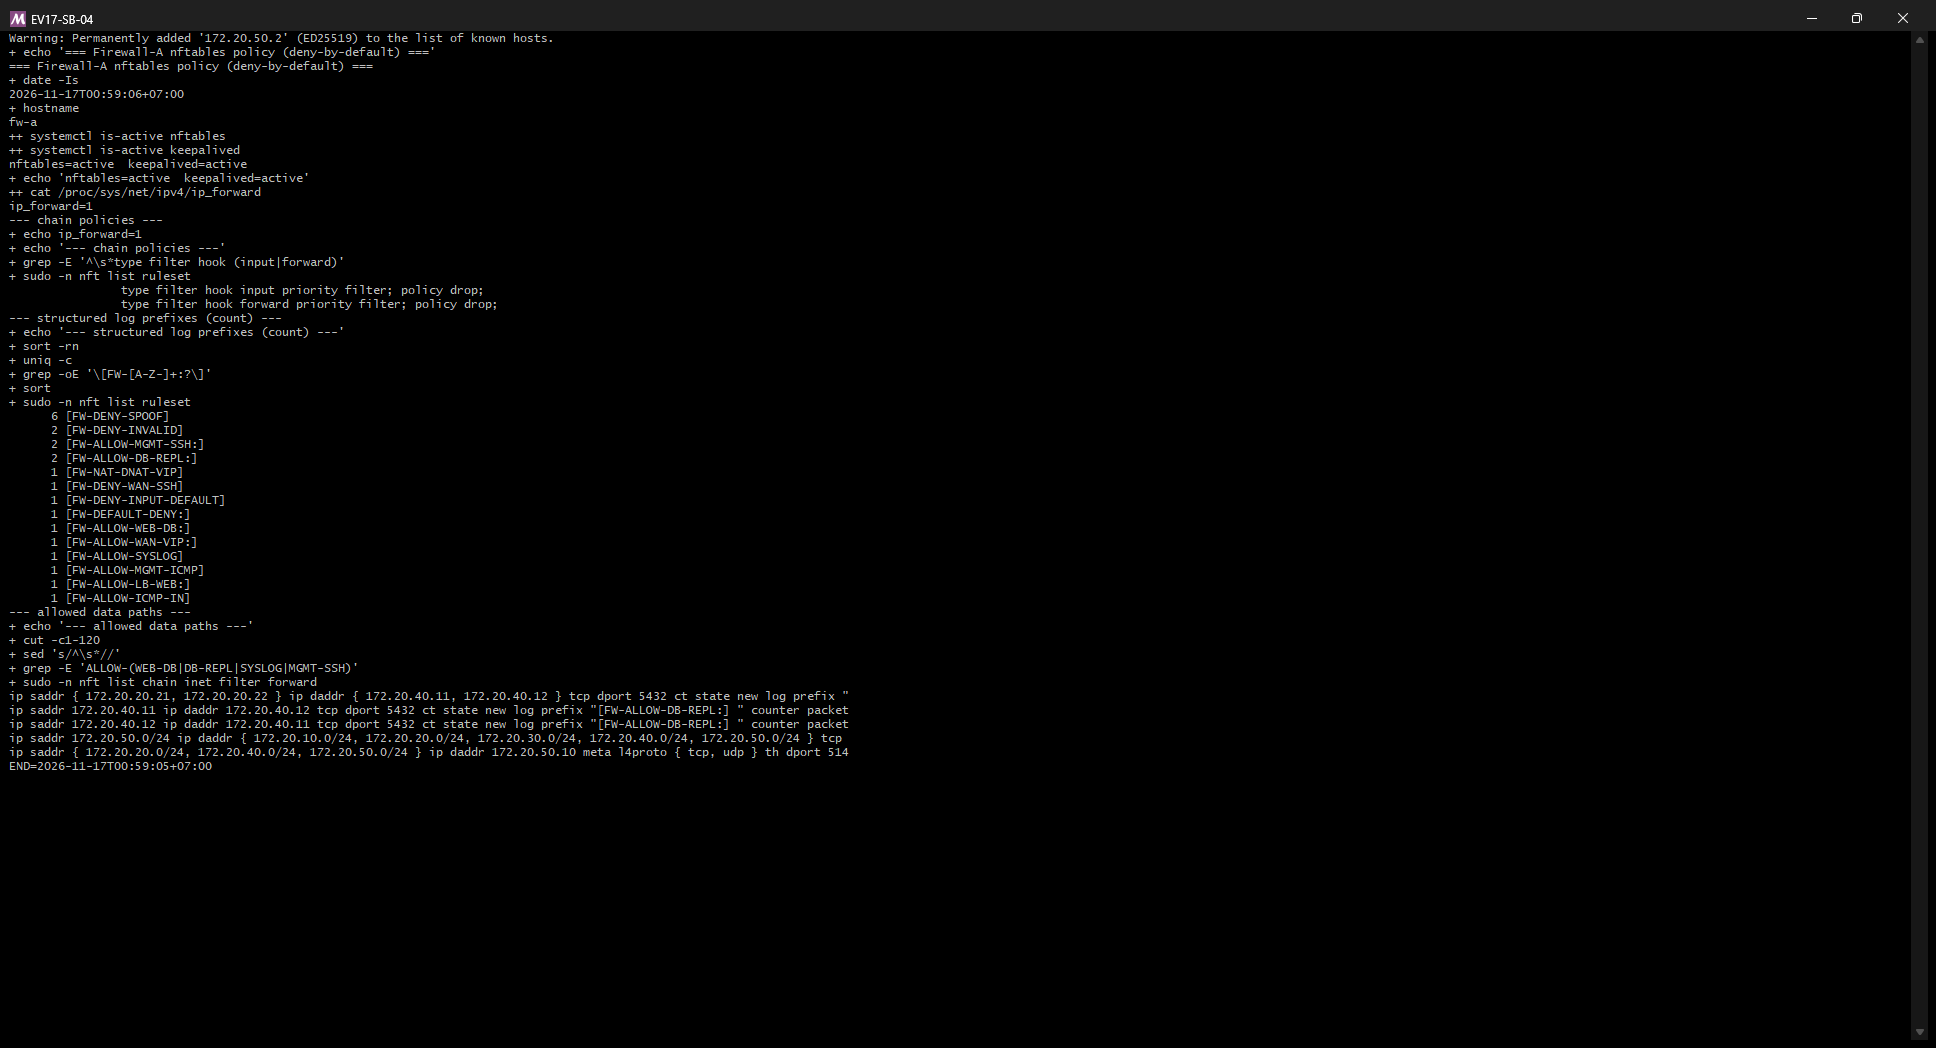 EV17-SB-04
Warning: Permanently added '172.20.50.2' (ED25519) to the list of known hosts.
+ echo '=== Firewall-A nftables policy (deny-by-default) ==='
=== Firewall-A nftables policy (deny-by-default) ===
+ date -Is
2026-11-17T00:59:06+07:00
+ hostname
fw-a
++ systemctl is-active nftables
++ systemctl is-active keepalived
nftables=active  keepalived=active
+ echo 'nftables=active  keepalived=active'
++ cat /proc/sys/net/ipv4/ip_forward
ip_forward=1
--- chain policies ---
+ echo ip_forward=1
+ echo '--- chain policies ---'
+ grep -E '^\s*type filter hook (input|forward)'
+ sudo -n nft list ruleset
                type filter hook input priority filter; policy drop;
                type filter hook forward priority filter; policy drop;
--- structured log prefixes (count) ---
+ echo '--- structured log prefixes (count) ---'
+ sort -rn
+ uniq -c
+ grep -oE '\[FW-[A-Z-]+:?\]'
+ sort
+ sudo -n nft list ruleset
      6 [FW-DENY-SPOOF]
      2 [FW-DENY-INVALID]
      2 [FW-ALLOW-MGMT-SSH:]
      2 [FW-ALLOW-DB-REPL:]
      1 [FW-NAT-DNAT-VIP]
      1 [FW-DENY-WAN-SSH]
      1 [FW-DENY-INPUT-DEFAULT]
      1 [FW-DEFAULT-DENY:]
      1 [FW-ALLOW-WEB-DB:]
      1 [FW-ALLOW-WAN-VIP:]
      1 [FW-ALLOW-SYSLOG]
      1 [FW-ALLOW-MGMT-ICMP]
      1 [FW-ALLOW-LB-WEB:]
      1 [FW-ALLOW-ICMP-IN]
--- allowed data paths ---
+ echo '--- allowed data paths ---'
+ cut -c1-120
+ sed 's/^\s*//'
+ grep -E 'ALLOW-(WEB-DB|DB-REPL|SYSLOG|MGMT-SSH)'
+ sudo -n nft list chain inet filter forward
ip saddr { 172.20.20.21, 172.20.20.22 } ip daddr { 172.20.40.11, 172.20.40.12 } tcp dport 5432 ct state new log prefix "
ip saddr 172.20.40.11 ip daddr 172.20.40.12 tcp dport 5432 ct state new log prefix "[FW-ALLOW-DB-REPL:] " counter packet
ip saddr 172.20.40.12 ip daddr 172.20.40.11 tcp dport 5432 ct state new log prefix "[FW-ALLOW-DB-REPL:] " counter packet
ip saddr 172.20.50.0/24 ip daddr { 172.20.10.0/24, 172.20.20.0/24, 172.20.30.0/24, 172.20.40.0/24, 172.20.50.0/24 } tcp
ip saddr { 172.20.20.0/24, 172.20.40.0/24, 172.20.50.0/24 } ip daddr 172.20.50.10 meta l4proto { tcp, udp } th dport 514
END=2026-11-17T00:59:05+07:00